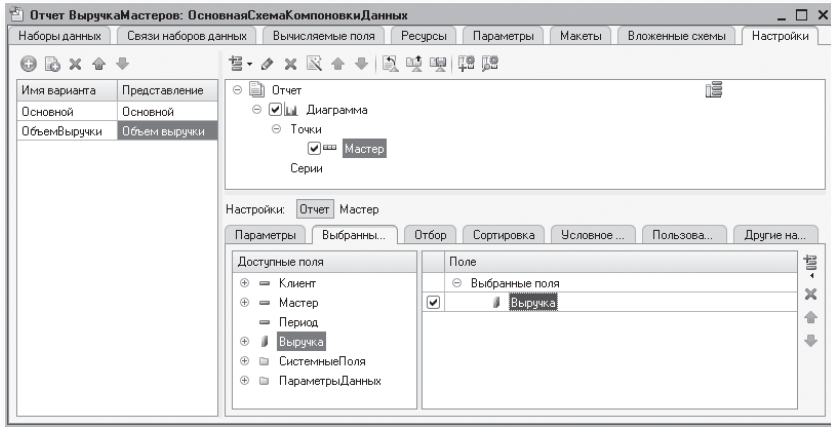 Отчет ВыручкаМастеров: ОсновнаяСхемаКомпоновкиДанных
Наборы данных Связи наборов данных Вычисляемые поля Ресурсы Параметры Макеты Вложенные схемы Настройки
Имя варианта Представление
Основной Основной
ОбъемВыручки Объем выручки
Отчет
Диаграмма
Точки
Мастер
Серии
Настройки: Отчет Мастер
Параметры Выбранны... Отбор Сортировка Условное ... Пользова... Другие на...
Доступные поля
Клиент
Мастер
Период
Выручка
СистемныеПоля
ПараметрыДанных
Поле
Выбранные поля
Выручка